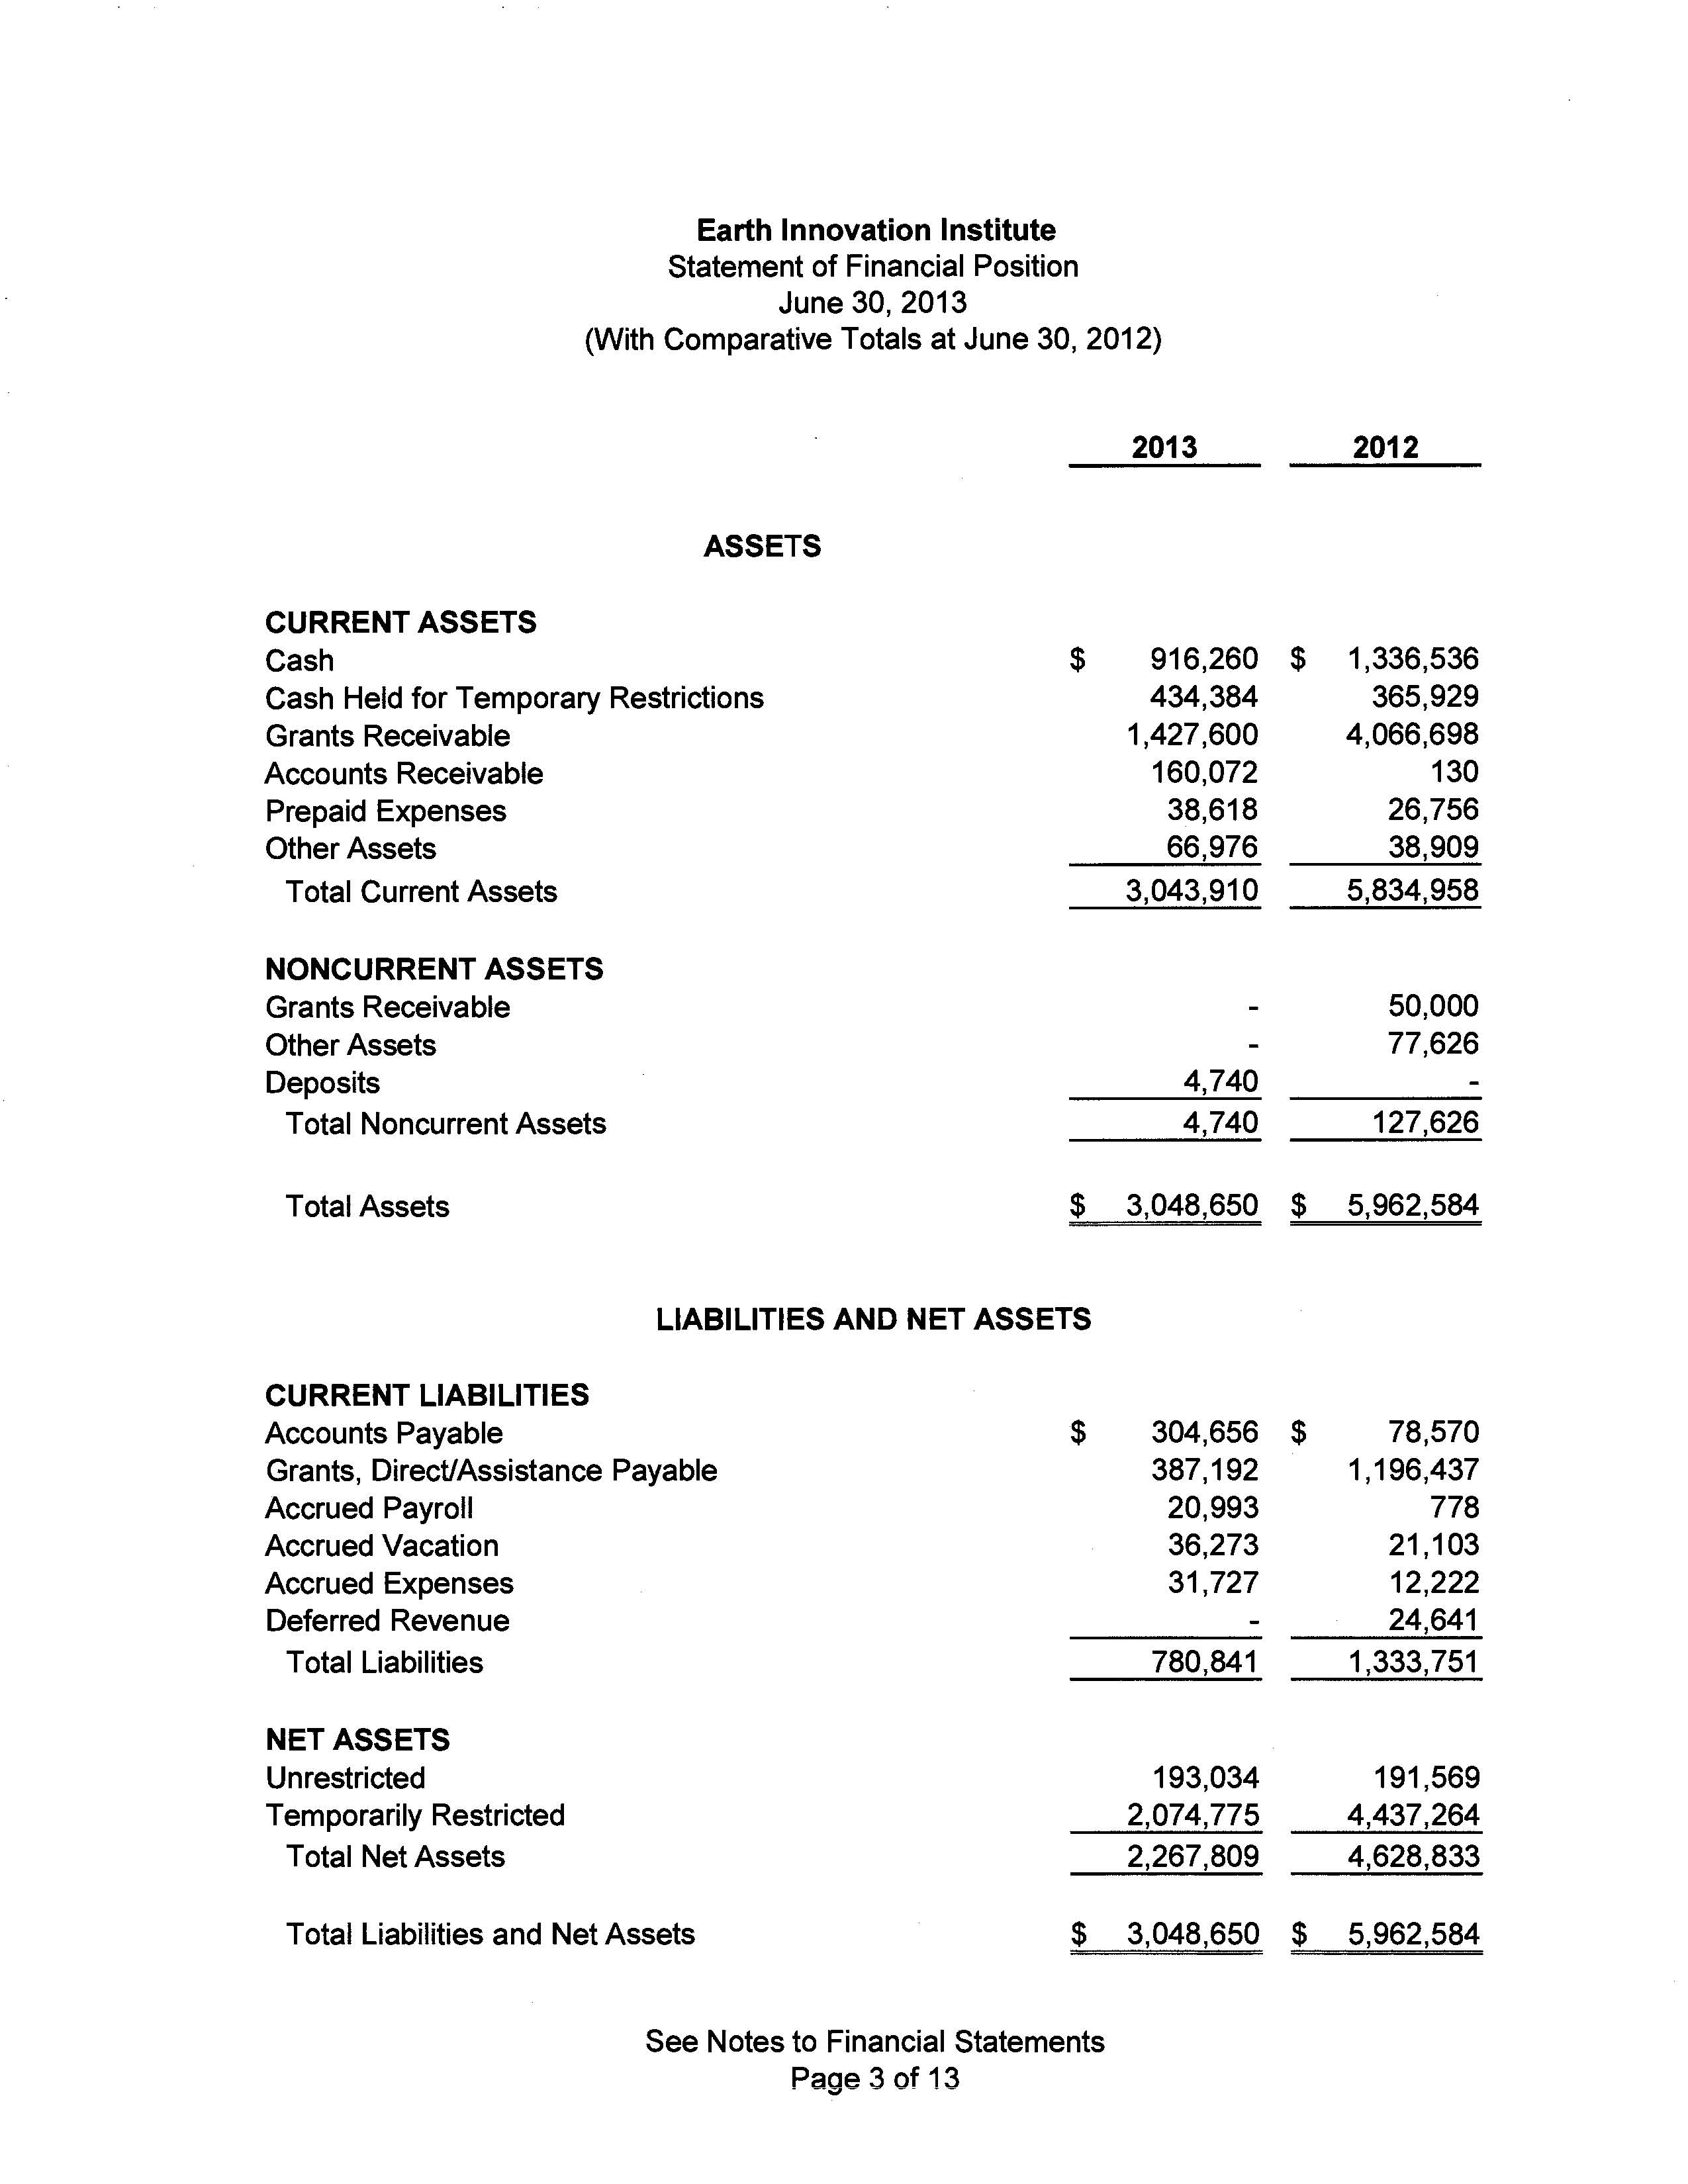 Earth Innovation Institute
Statement of Financial Position
June 30, 2013
(With Comparative Totals at June 30, 2012)
2013 2012
ASSETS
CURRENT ASSETS
Cash $ 916,260 $ 1,336,536
Cash Held for Temporary Restrictions 434,384 365,929
Grants Receivable 1,427,600 4,066,698
Accounts Receivable 160,072 130
Prepaid Expenses 38,618 26,756
Other Assets 66,976 38,909
Total Current Assets 3,043,910 5,834,958
NONCURRENT ASSETS
Grants Receivable - 50,000
Other Assets - 77,626
Deposits 4,740 -
Total Noncurrent Assets 4,740 127,626
Total Assets $ 3,048,650 $ 5,962,584
LIABILITIES AND NET ASSETS
CURRENT LIABILITIES
Accounts Payable $ 304,656 $ 78,570
Grants, Direct/Assistance Payable 387,192 1,196,437
Accrued Payroll 20,993 778
Accrued Vacation 36,273 21,103
Accrued Expenses 31,727 12,222
Deferred Revenue - 24,641
Total Liabilities 780,841 1,333,751
NET ASSETS
Unrestricted 193,034 191,569
Temporarily Restricted 2,074,775 4,437,264
Total Net Assets 2,267,809 4,628,833
Total Liabilities and Net Assets $ 3,048,650 $ 5,962,584
See Notes to Financial Statements
Page 3 of 13